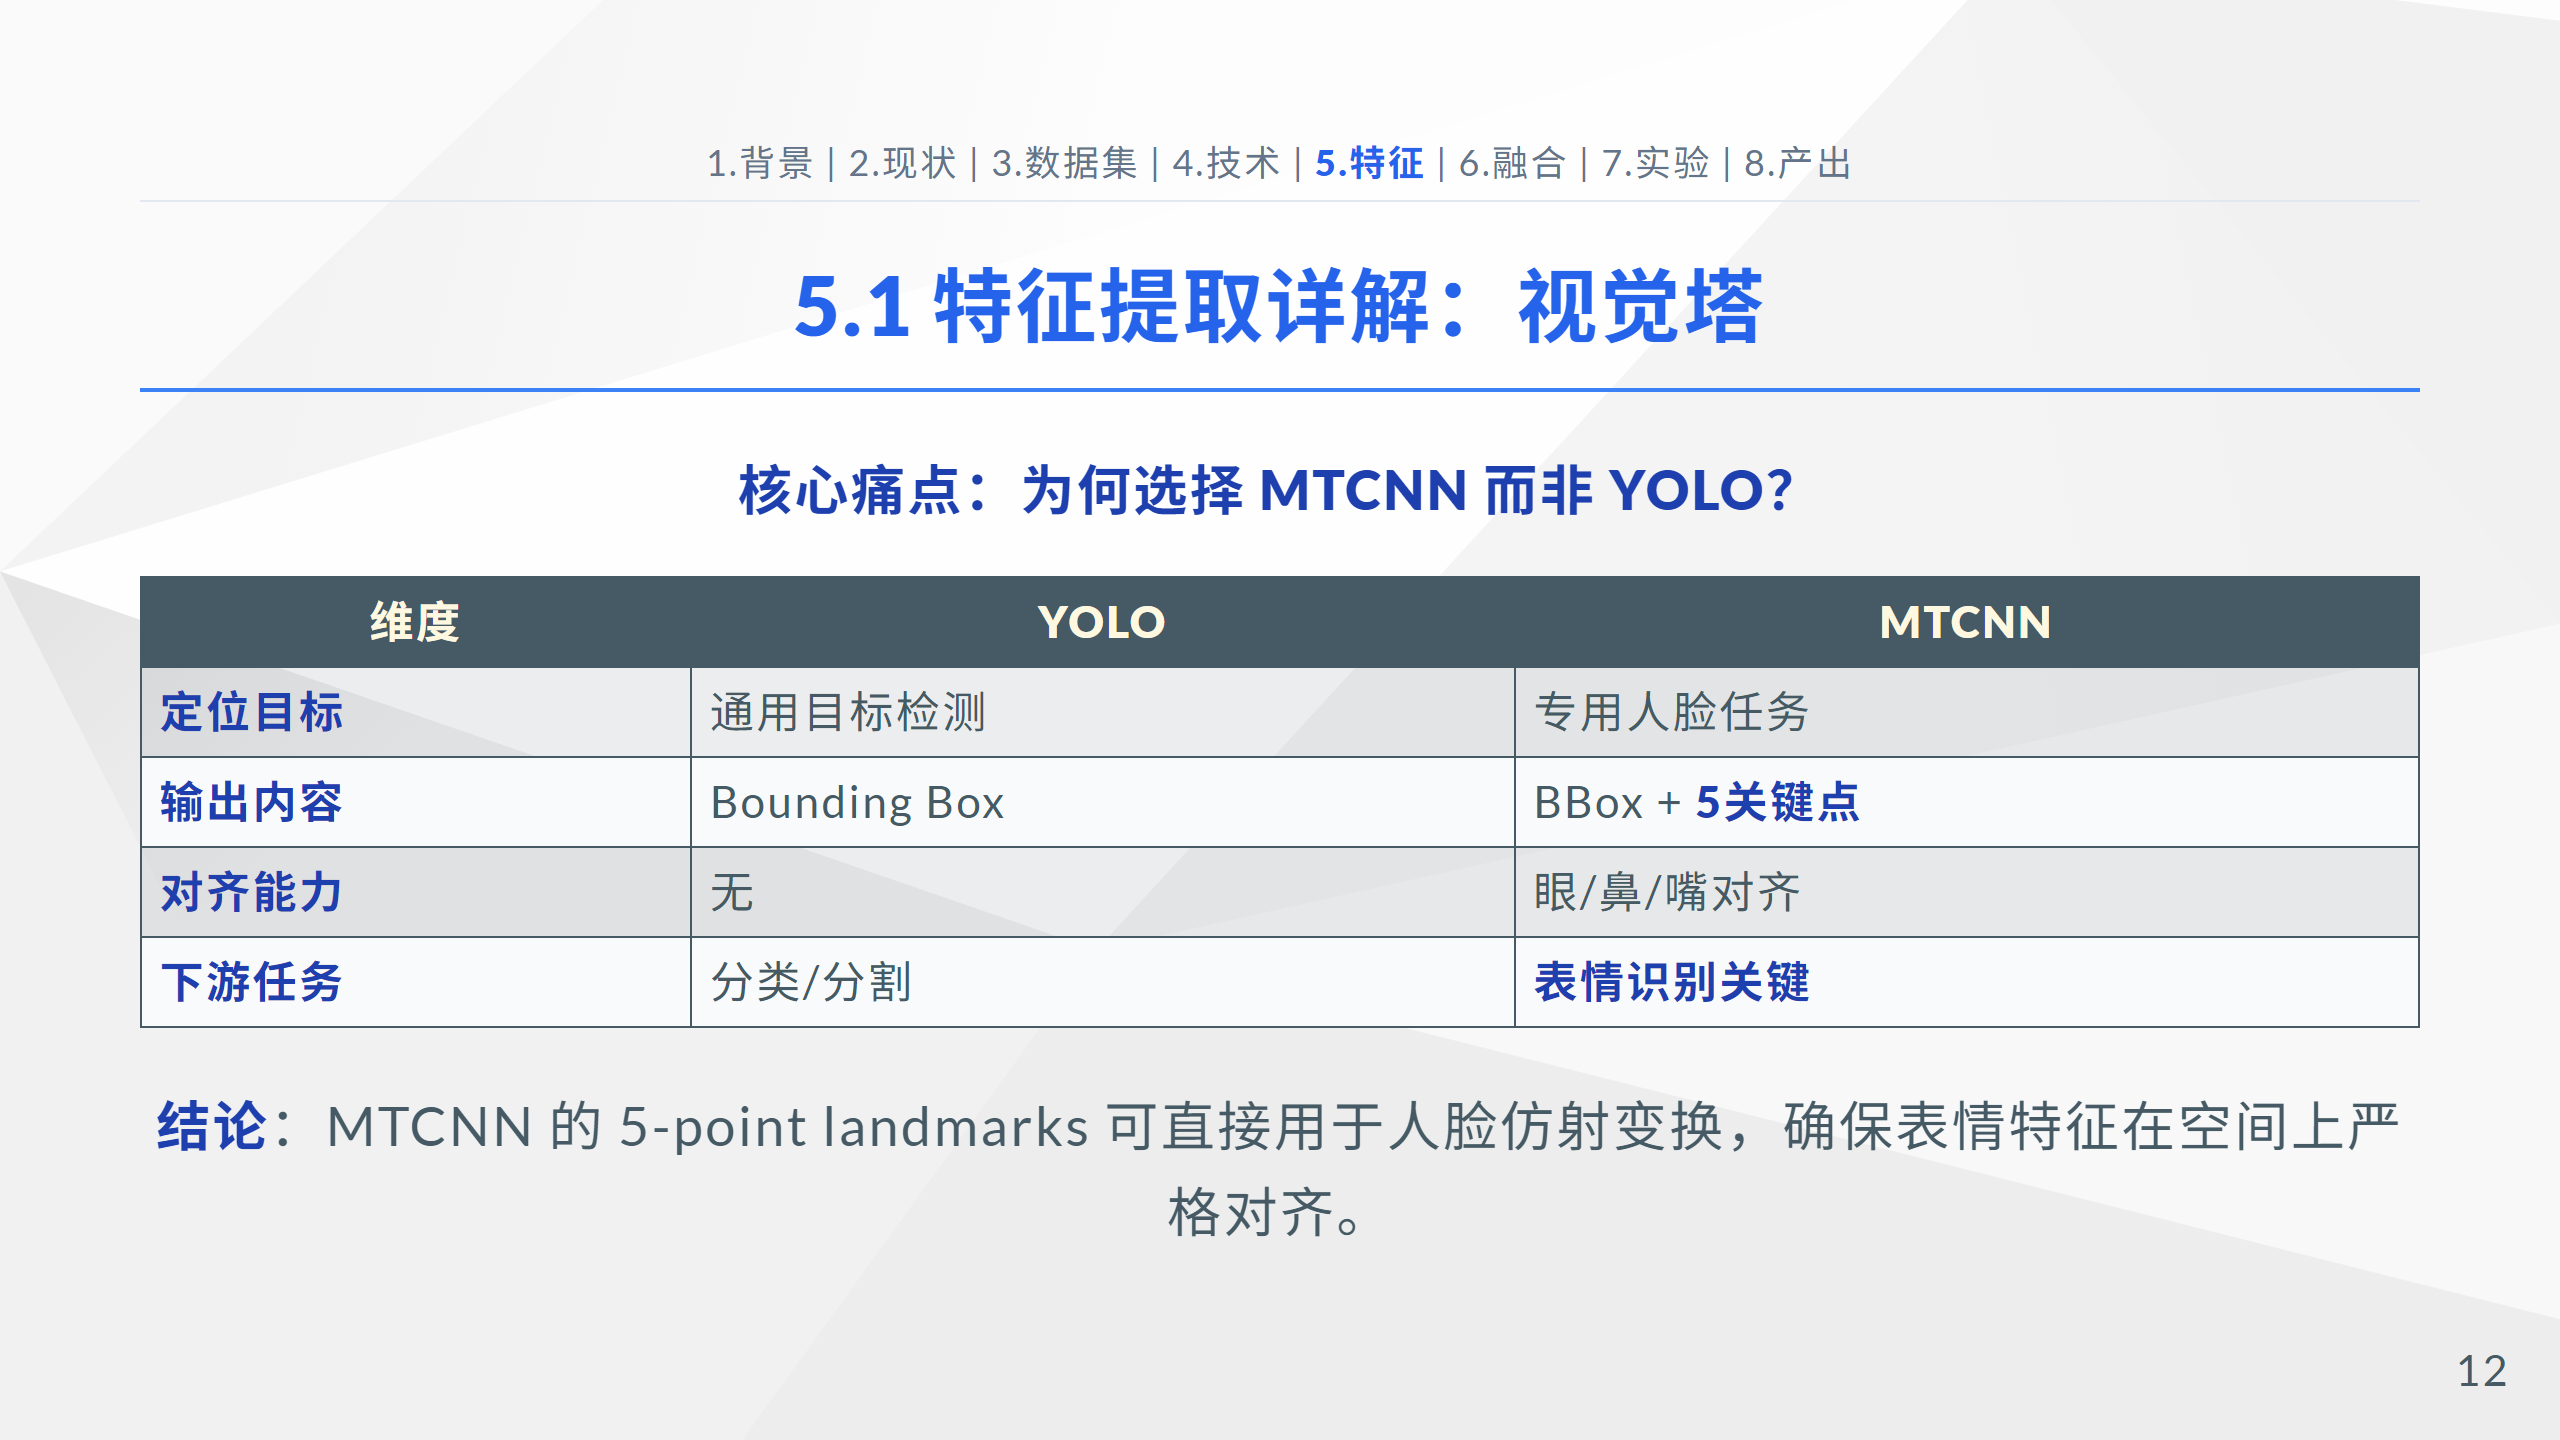 1.背景 | 2.现状 | 3.数据集 | 4.技术 | 5.特征 | 6.融合 | 7.实验 | 8.产出
5.1 特征提取详解：视觉塔
核心痛点：为何选择 MTCNN 而非 YOLO？
维度 YOLO MTCNN
定位目标 通用目标检测 专用人脸任务
输出内容 Bounding Box BBox + 5关键点
对齐能力 无 眼/鼻/嘴对齐
下游任务 分类/分割 表情识别关键
结论：MTCNN 的 5-point landmarks 可直接用于人脸仿射变换，确保表情特征在空间上严
格对齐。
12